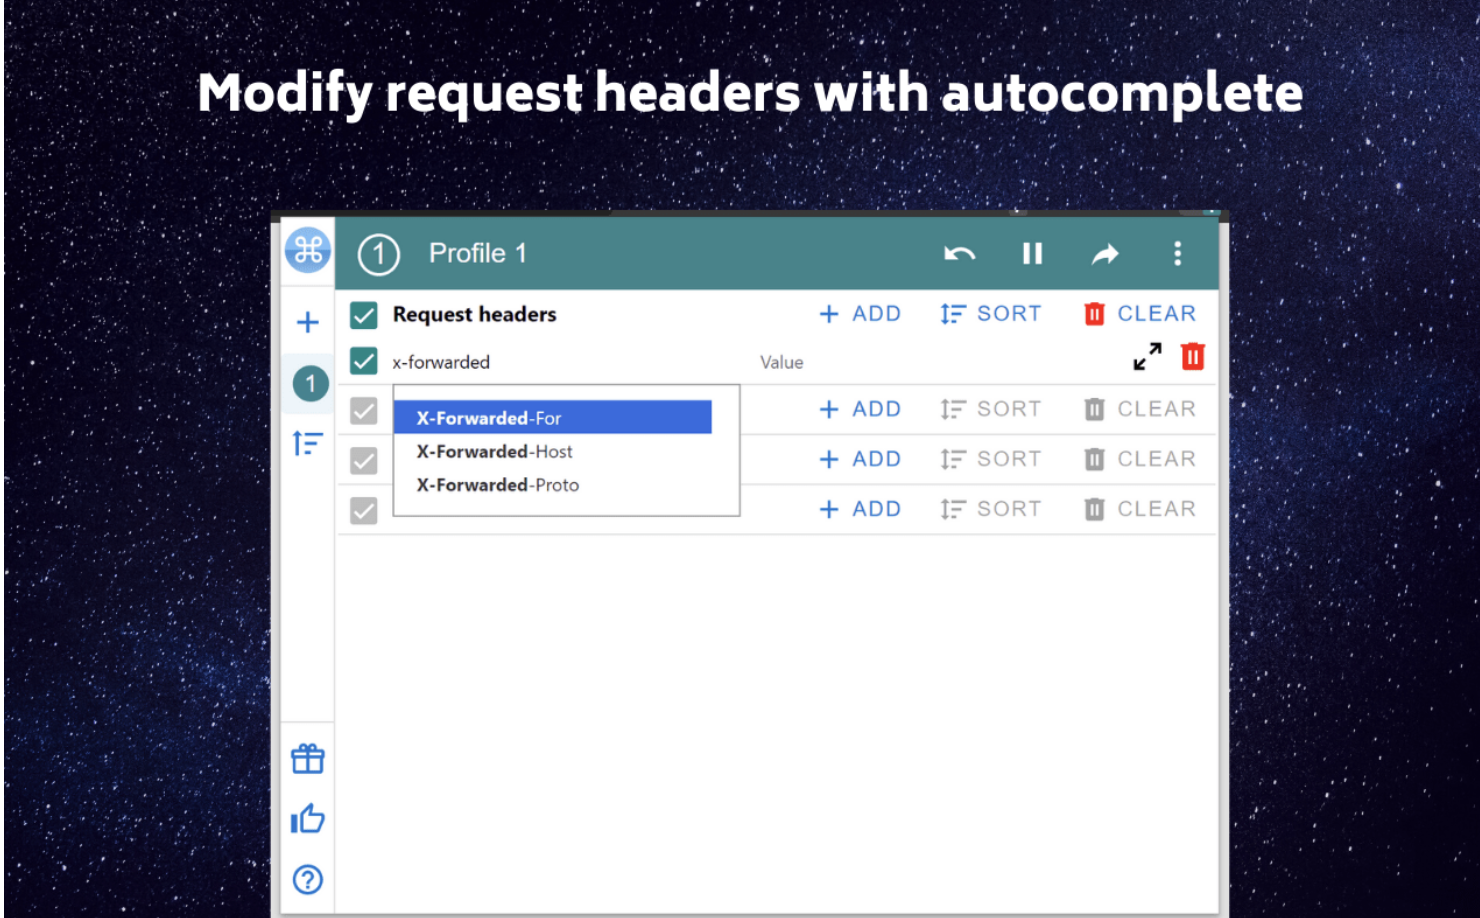 Modify request headers with autocomplete
1 Profile 1
Request headers + ADD SORT CLEAR
x-forwarded Value
1
X-Forwarded-For + ADD SORT CLEAR
X-Forwarded-Host + ADD SORT CLEAR
X-Forwarded-Proto
+ ADD SORT CLEAR